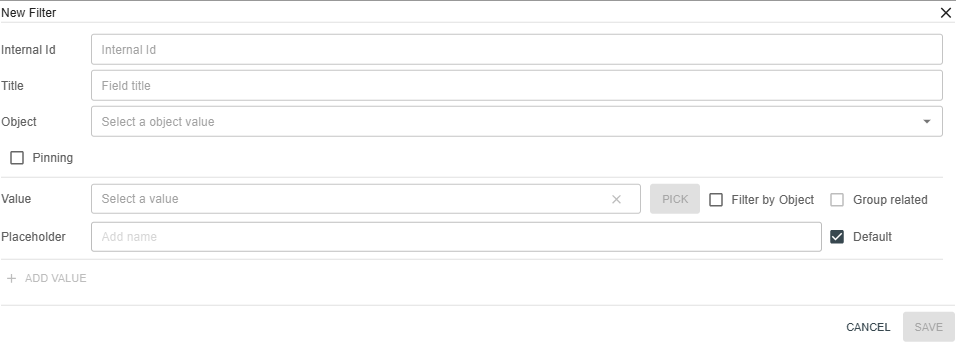 New Filter
Internal Id Internal Id
Title Field title
Object Select a object value
Pinning
Value Select a value PICK Filter by Object Group related
Placeholder Add name Default
+ ADD VALUE
CANCEL SAVE